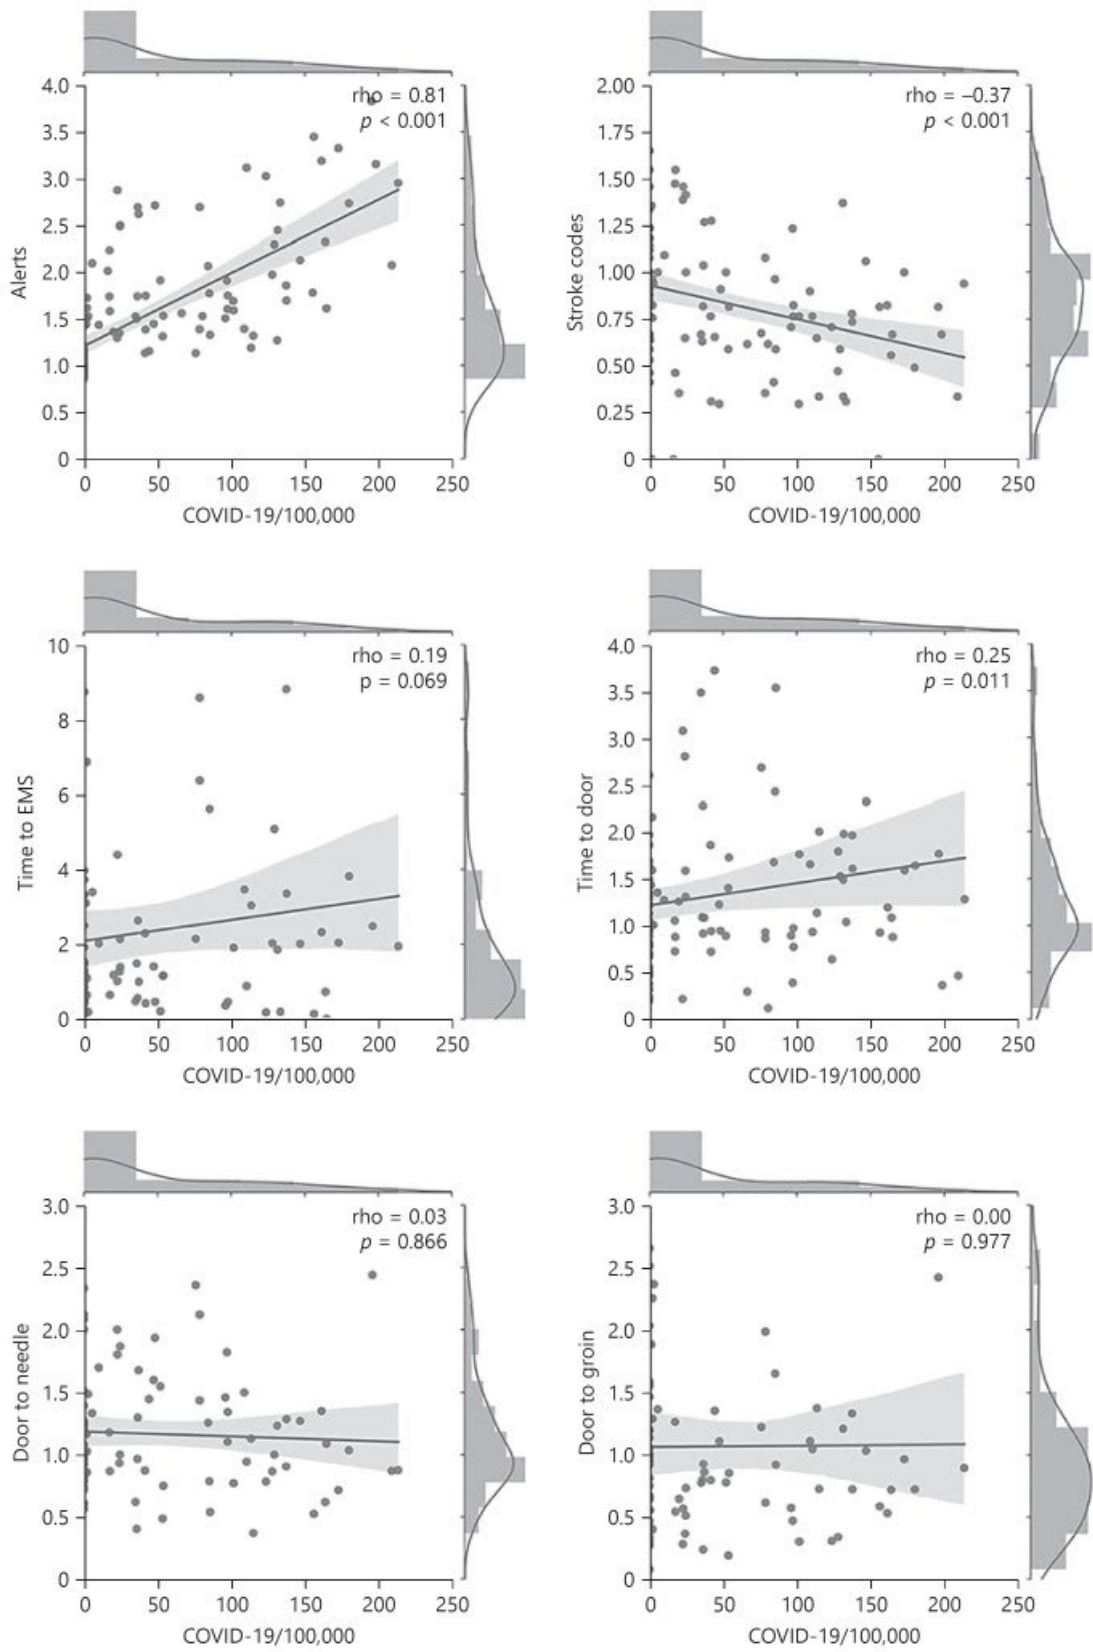 rho = 0.81
p < 0.001
4.0
3.5
3.0
2.5
2.0
1.5
1.0
0.5
0
Alerts
0 50 100 150 200 250
COVID-19/100,000
rho = –0.37
p < 0.001
2.00
1.75
1.50
1.25
1.00
0.75
0.50
0.25
0
Stroke codes
0 50 100 150 200 250
COVID-19/100,000
rho = 0.19
p = 0.069
10
8
6
4
2
0
Time to EMS
0 50 100 150 200 250
COVID-19/100,000
rho = 0.25
p = 0.011
4.0
3.5
3.0
2.5
2.0
1.5
1.0
0.5
0
Time to door
0 50 100 150 200 250
COVID-19/100,000
rho = 0.03
p = 0.866
3.0
2.5
2.0
1.5
1.0
0.5
0
Door to needle
0 50 100 150 200 250
COVID-19/100,000
rho = 0.00
p = 0.977
3.0
2.5
2.0
1.5
1.0
0.5
0
Door to groin
0 50 100 150 200 250
COVID-19/100,000